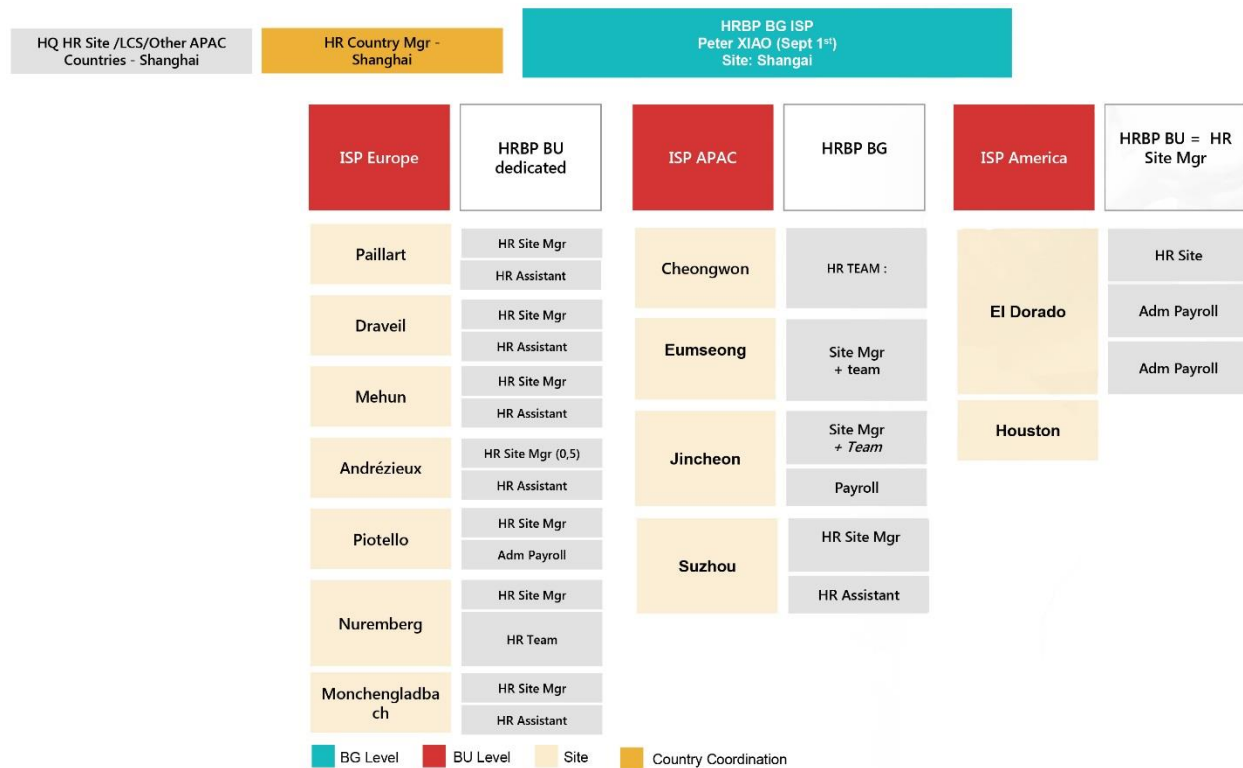 HQ HR Site /LCS/Other APAC
Countries - Shanghai
HR Country Mgr -
Shanghai
HRBP BG ISP
Peter XIAO (Sept 1st)
Site: Shangai
ISP Europe
HRBP BU
dedicated
Paillart
HR Site Mgr
HR Assistant
Draveil
HR Site Mgr
HR Assistant
Mehun
HR Site Mgr
HR Assistant
Andrézieux
HR Site Mgr (0,5)
HR Assistant
Piotello
HR Site Mgr
Adm Payroll
Nuremberg
HR Site Mgr
HR Team
Monchengladba
ch
HR Site Mgr
HR Assistant
ISP APAC
HRBP BG
Cheongwon
HR TEAM :
Eumseong
Site Mgr
+ team
Jincheon
Site Mgr
+ Team
Payroll
Suzhou
HR Site Mgr
HR Assistant
ISP America
HRBP BU = HR
Site Mgr
El Dorado
HR Site
Adm Payroll
Adm Payroll
Houston
BG Level
BU Level
Site
Country Coordination